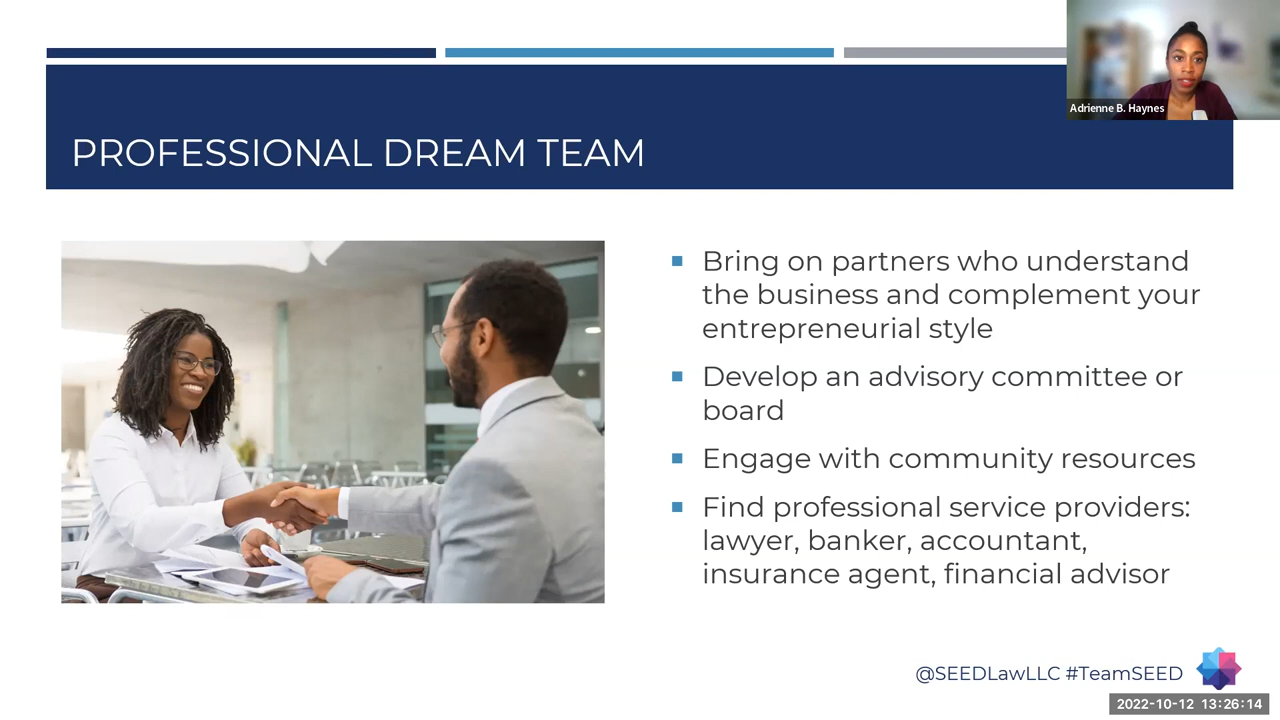 Adrienne B. Haynes
PROFESSIONAL DREAM TEAM
Bring on partners who understand
the business and complement your
entrepreneurial style
Develop an advisory committee or
board
Engage with community resources
Find professional service providers:
lawyer, banker, accountant,
insurance agent, financial advisor
@SEEDLawLLC #TeamSEED
2022-10-12 13:26:14